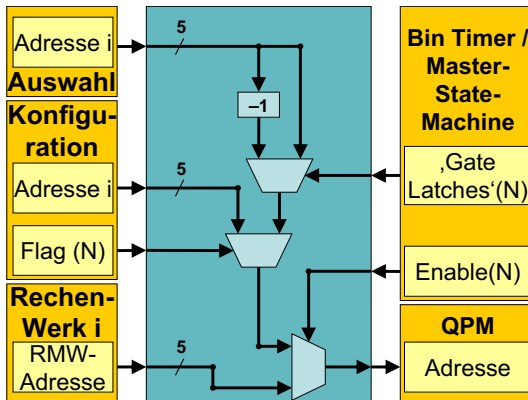 Adresse i
Auswahl
Konfigu-
ration
Adresse i
Flag (N)
Rechen-
Werk i
RMW-
Adresse
5
–1
5
5
Bin Timer /
Master-
State-
Machine
‚Gate
Latches‘(N)
Enable(N)
QPM
Adresse